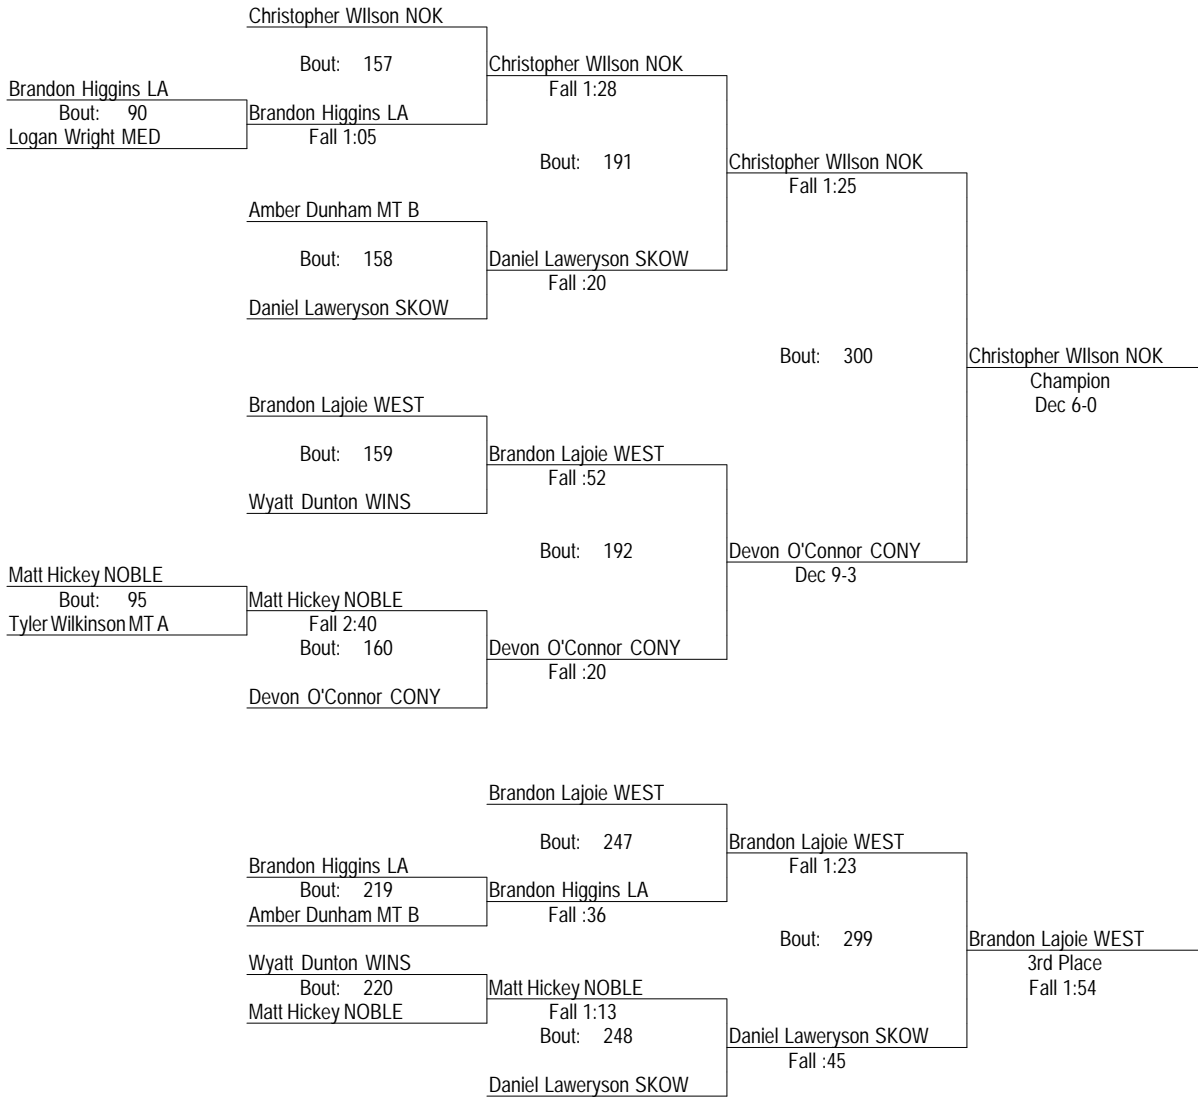 Christopher WIlson NOK
Bout: 157
Christopher WIlson NOK
Fall 1:28
Brandon Higgins LA
Bout: 90
Logan Wright MED
Brandon Higgins LA
Fall 1:05
Bout: 191
Christopher WIlson NOK
Fall 1:25
Amber Dunham MT B
Bout: 158
Daniel Laweryson SKOW
Fall :20
Daniel Laweryson SKOW
Bout: 300
Christopher WIlson NOK
Champion
Dec 6-0
Brandon Lajoie WEST
Bout: 159
Brandon Lajoie WEST
Fall :52
Wyatt Dunton WINS
Bout: 192
Devon O'Connor CONY
Dec 9-3
Matt Hickey NOBLE
Bout: 95
Tyler Wilkinson MT A
Matt Hickey NOBLE
Fall 2:40
Bout: 160
Devon O'Connor CONY
Fall :20
Devon O'Connor CONY
Brandon Lajoie WEST
Bout: 247
Brandon Lajoie WEST
Fall 1:23
Brandon Higgins LA
Bout: 219
Amber Dunham MT B
Brandon Higgins LA
Fall :36
Bout: 299
Brandon Lajoie WEST
3rd Place
Fall 1:54
Wyatt Dunton WINS
Bout: 220
Matt Hickey NOBLE
Matt Hickey NOBLE
Fall 1:13
Bout: 248
Daniel Laweryson SKOW
Fall :45
Daniel Laweryson SKOW